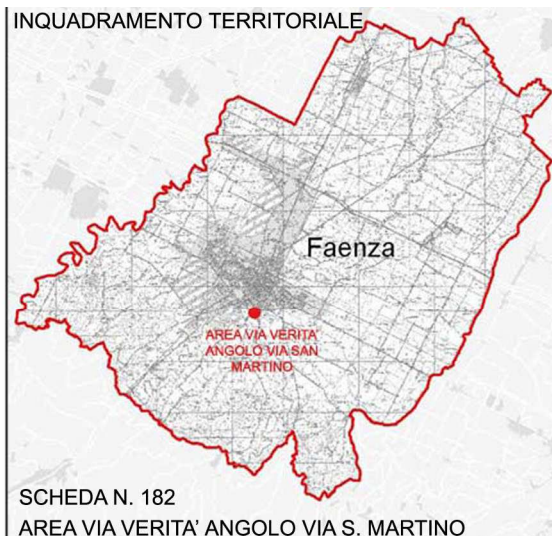 INQUADRAMENTO TERRITORIALE
Faenza
AREA VIA VERITA'
ANGOLO VIA SAN
MARTINO
SCHEDA N. 182
AREA VIA VERITA' ANGOLO VIA S. MARTINO